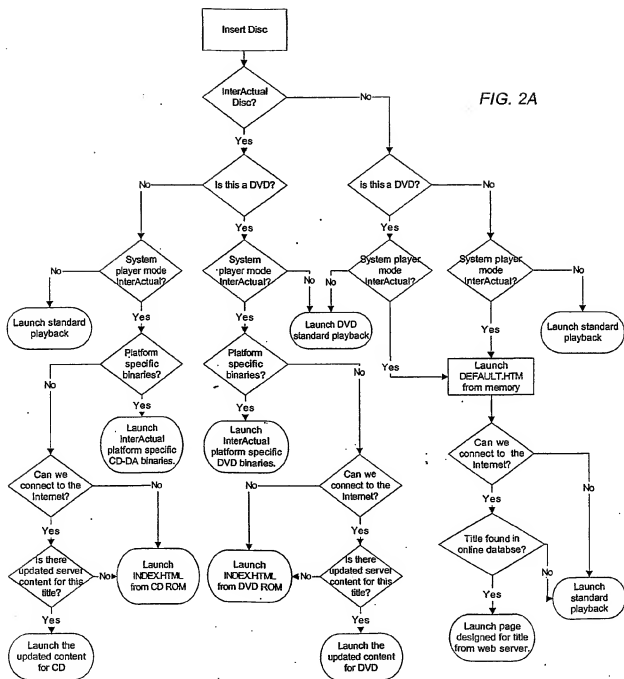 Insert Disc
FIG. 2A
InterActual
Disc?
No
Yes
Is this a DVD?
No
Yes
is this a DVD?
No
Yes
System
player mode
InterActual?
No
Yes
System
player mode
InterActual?
No
Yes
System player
mode
InterActual?
No
Yes
System player
mode
InterActual?
No
Yes
Launch standard
playback
Launch DVD
standard playback
Launch standard
playback
Platform
specific
binaries?
No
Yes
Platform
specific
binaries?
No
Yes
Launch
DEFAULT.HTM
from memory
Launch
InterActual
platform specific
CD-DA binaries.
Launch
InterActual
platform specific
DVD binaries.
Can we
connect to the
Internet?
No
Yes
Can we
connect to the
Internet?
No
Yes
Can we
connect to the
Internet?
No
Yes
Is there
updated server
content for this
title?
No
Yes
Launch
INDEX.HTML
from CD ROM
Launch
INDEX.HTML
from DVD ROM
Is there
updated server
content for this
title?
No
Yes
Title found in
online databse?
No
Yes
Launch
standard
playback
Launch the
updated content
for CD
Launch the
updated content
for DVD
Launch page
designed for title
from web server.